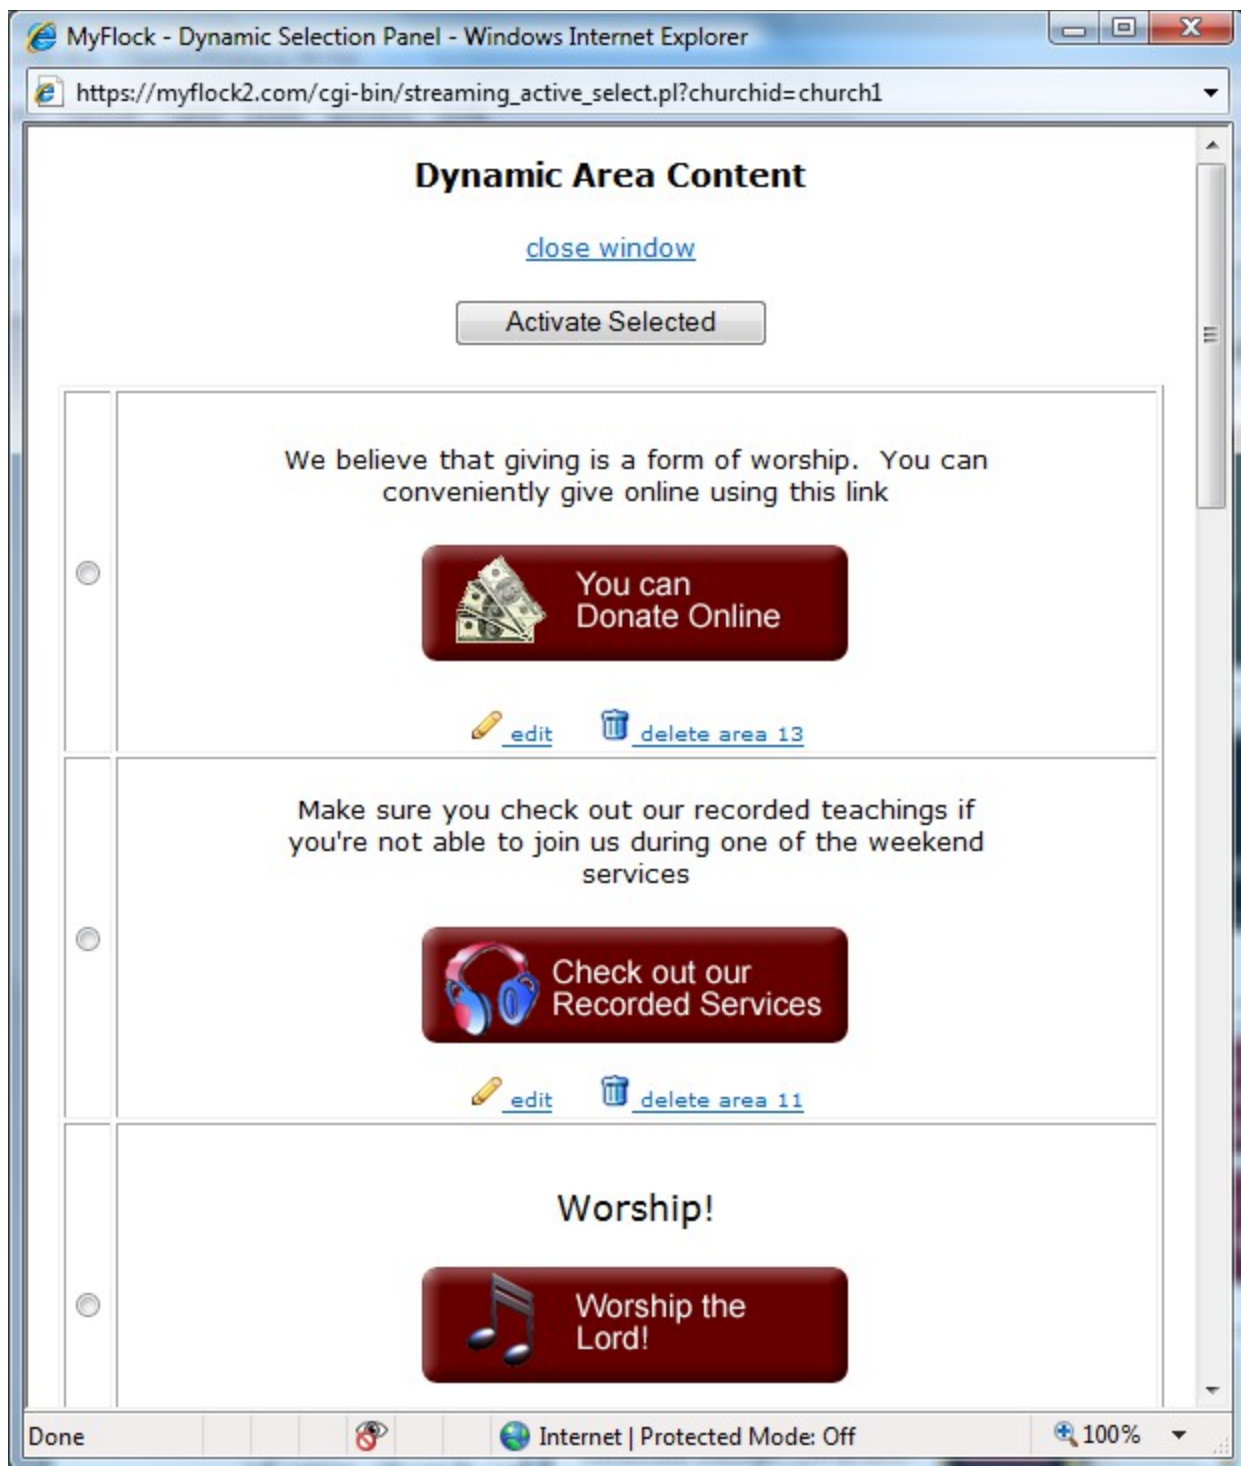 MyFlock - Dynamic Selection Panel - Windows Internet Explorer
https://myflock2.com/cgi-bin/streaming_active_select.pl?churchid=church1
Dynamic Area Content
close window
Activate Selected
We believe that giving is a form of worship.  You can
conveniently give online using this link
You can
Donate Online
edit delete area 13
Make sure you check out our recorded teachings if
you're not able to join us during one of the weekend
services
Check out our
Recorded Services
edit delete area 11
Worship!
Worship the
Lord!
Done Internet | Protected Mode: Off 100%